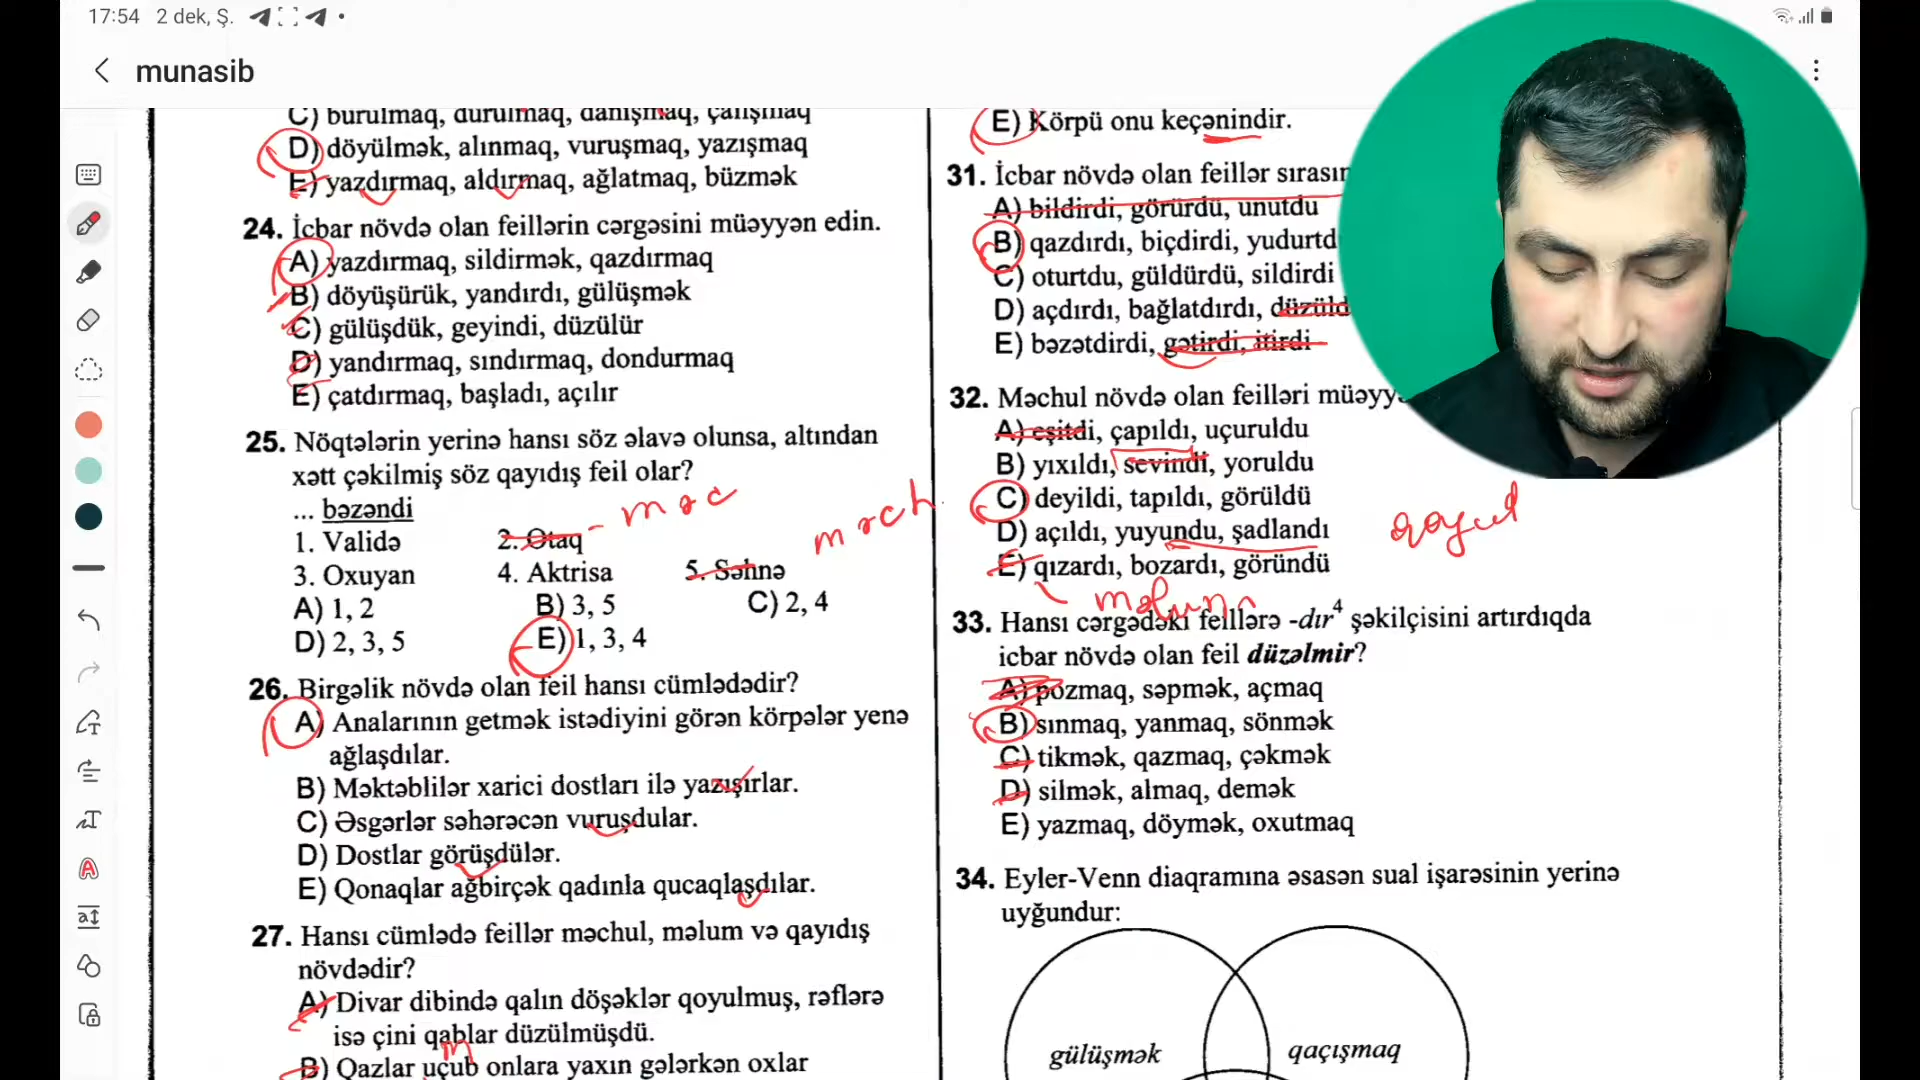 17:54 2 dek, Ş.
munasib
C) burulmaq, durulmaq, danışmaq, çalışmaq
D) döyülmək, alınmaq, vuruşmaq, yazışmaq
E) yazdırmaq, aldırmaq, ağlatmaq, büzmək
24. İcbar növdə olan feillərin cərgəsini müəyyən edin.
A) yazdırmaq, sildirmək, qazdırmaq
B) döyüşürük, yandırdı, gülüşmək
C) gülüşdük, geyindi, düzülür
D) yandırmaq, sındırmaq, dondurmaq
E) çatdırmaq, başladı, açılır
25. Nöqtələrin yerinə hansı söz əlavə olunsa, altından
xətt çəkilmiş söz qayıdış feil olar?
... bəzəndi
1. Validə 2. Otaq - məc
3. Oxuyan 4. Aktrisa 5. Səhnə məch
A) 1, 2 B) 3, 5 C) 2, 4
D) 2, 3, 5 E) 1, 3, 4
26. Birgəlik növdə olan feil hansı cümlədədir?
A) Analarının getmək istədiyini görən körpələr yenə
ağlaşdılar.
B) Məktəblilər xarici dostları ilə yazışırlar.
C) Əsgərlər səhərəcən vuruşdular.
D) Dostlar görüşdülər.
E) Qonaqlar ağbirçək qadınla qucaqlaşdılar.
27. Hansı cümlədə feillər məchul, məlum və qayıdış
növdədir?
A) Divar dibində qalın döşəklər qoyulmuş, rəflərə
isə çini qablar düzülmüşdü.
m
B) Qazlar uçub onlara yaxın gələrkən oxlar
E) Körpü onu keçənindir.
31. İcbar növdə olan feillər
A) bildirdi, görürdü, unutdu
B) qazdırdı, biçdirdi,
C) oturtdu, güldürdü, sildirdi
D) açdırdı, bağlatdırdı,
E) bəzətdirdi, gətirdi, itirdi
32. Məchul növdə olan feilləri
A) eşitdi, çapıldı, uçuruldu
B) yıxıldı, sevindi, yoruldu
C) deyildi, tapıldı, görüldü
D) açıldı, yuyundu, şadlandı
E) qızardı, bozardı, göründü
33. Hansı cərgədəki feillərə -dır⁴ şəkilçisini artırdıqda
icbar növdə olan feil düzəlmir?
A) pozmaq, səpmək, açmaq
B) sınmaq, yanmaq, sönmək
C) tikmək, qazmaq, çəkmək
D) silmək, almaq, demək
E) yazmaq, döymək, oxutmaq
34. Eyler-Venn diaqramına əsasən sual işarəsinin yerinə
uyğundur:
gülüşmək qaçışmaq